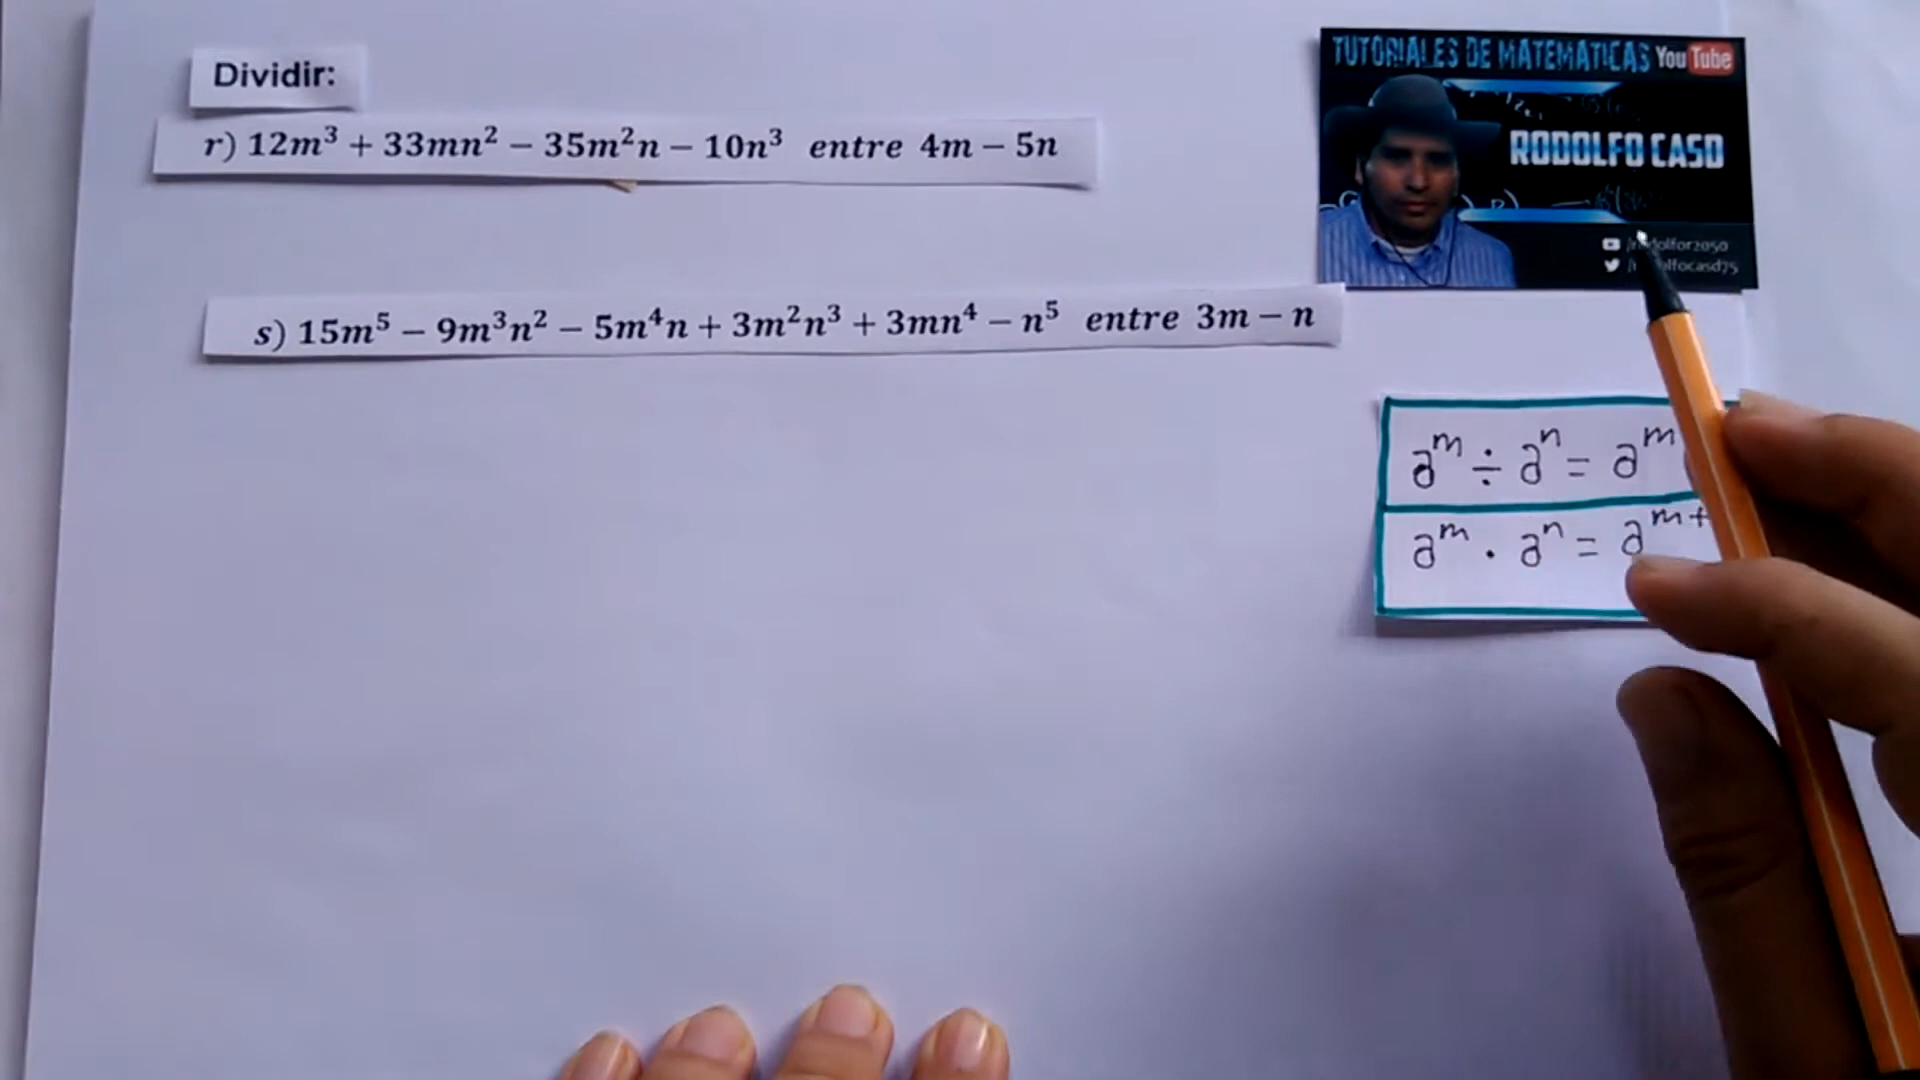 Dividir:
r) 12m³ + 33mn² − 35m²n − 10n³ entre 4m − 5n
s) 15m⁵ − 9m³n² − 5m⁴n + 3m²n³ + 3mn⁴ − n⁵ entre 3m − n
TUTORIALES DE MATEMATICAS YouTube
RODOLFO CASD
aᵐ ÷ aⁿ = aᵐ
aᵐ · aⁿ = aᵐ⁺